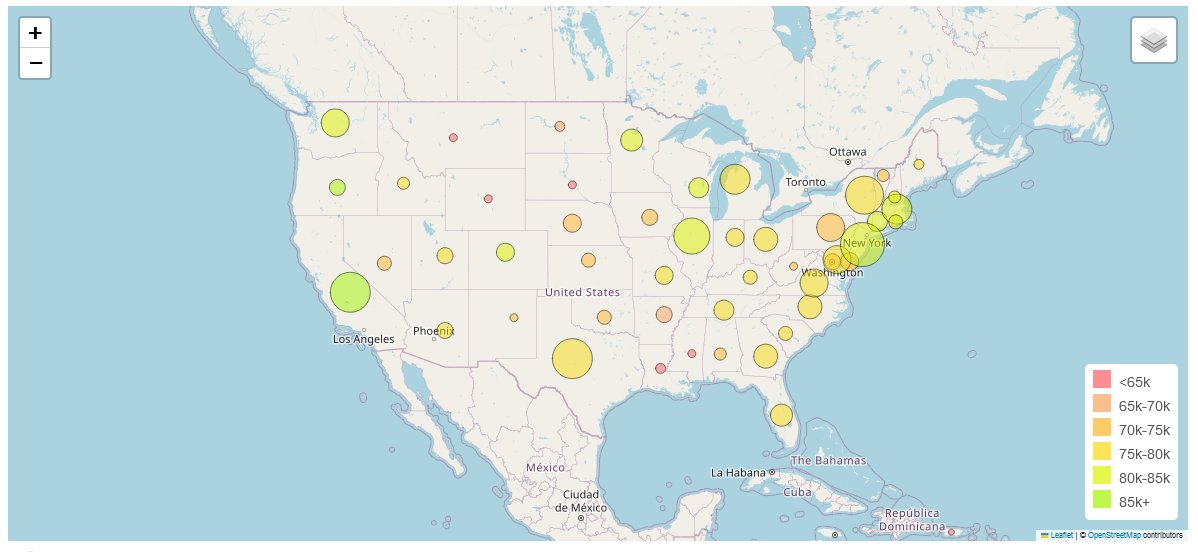 +
−
Ottawa
Toronto
New York
Washington
United States
Phoenix
Los Angeles
<65k
65k-70k
70k-75k
75k-80k
80k-85k
85k+
México
La Habana
The Bahamas
Cuba
Ciudad
de México
República
Dominicana
Leaflet | © OpenStreetMap contributors